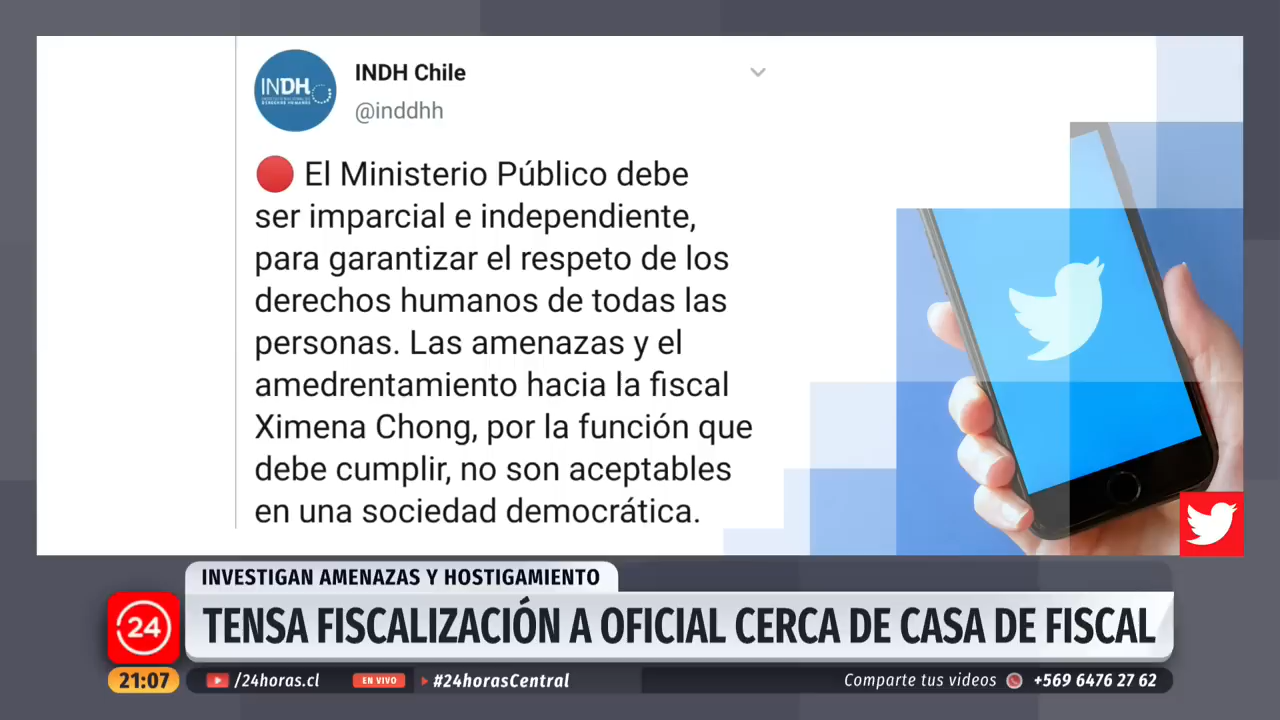 INDH
INDH Chile
@inddhh
🔴 El Ministerio Público debe
ser imparcial e independiente,
para garantizar el respeto de los
derechos humanos de todas las
personas. Las amenazas y el
amedrentamiento hacia la fiscal
Ximena Chong, por la función que
debe cumplir, no son aceptables
en una sociedad democrática.
INVESTIGAN AMENAZAS Y HOSTIGAMIENTO
24
TENSA FISCALIZACIÓN A OFICIAL CERCA DE CASA DE FISCAL
21:07
/24horas.cl
EN VIVO
#24horasCentral
Comparte tus videos
+569 6476 27 62